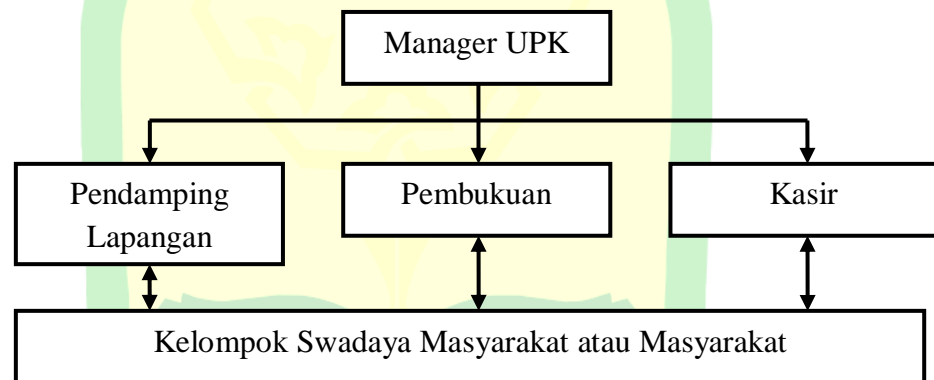 Manager UPK
Pendamping
Lapangan
Pembukuan
Kasir
Kelompok Swadaya Masyarakat atau Masyarakat